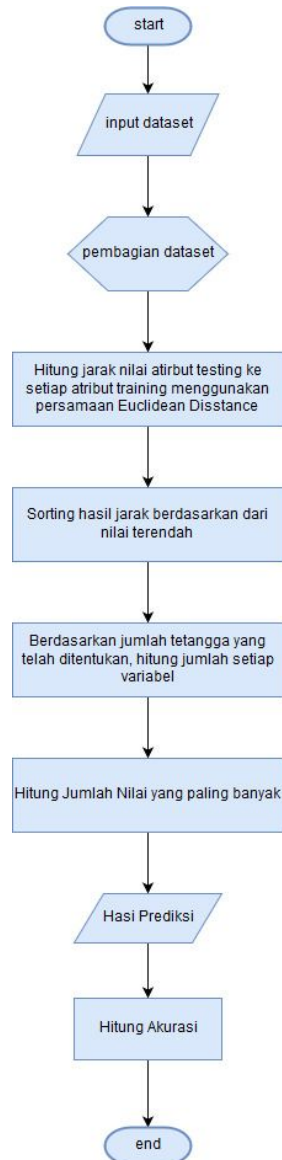 start
input dataset
pembagian dataset
Hitung jarak nilai atirbut testing ke
setiap atribut training menggunakan
persamaan Euclidean Disstance
Sorting hasil jarak berdasarkan dari
nilai terendah
Berdasarkan jumlah tetangga yang
telah ditentukan, hitung jumlah setiap
variabel
Hitung Jumlah Nilai yang paling banyak
Hasi Prediksi
Hitung Akurasi
end